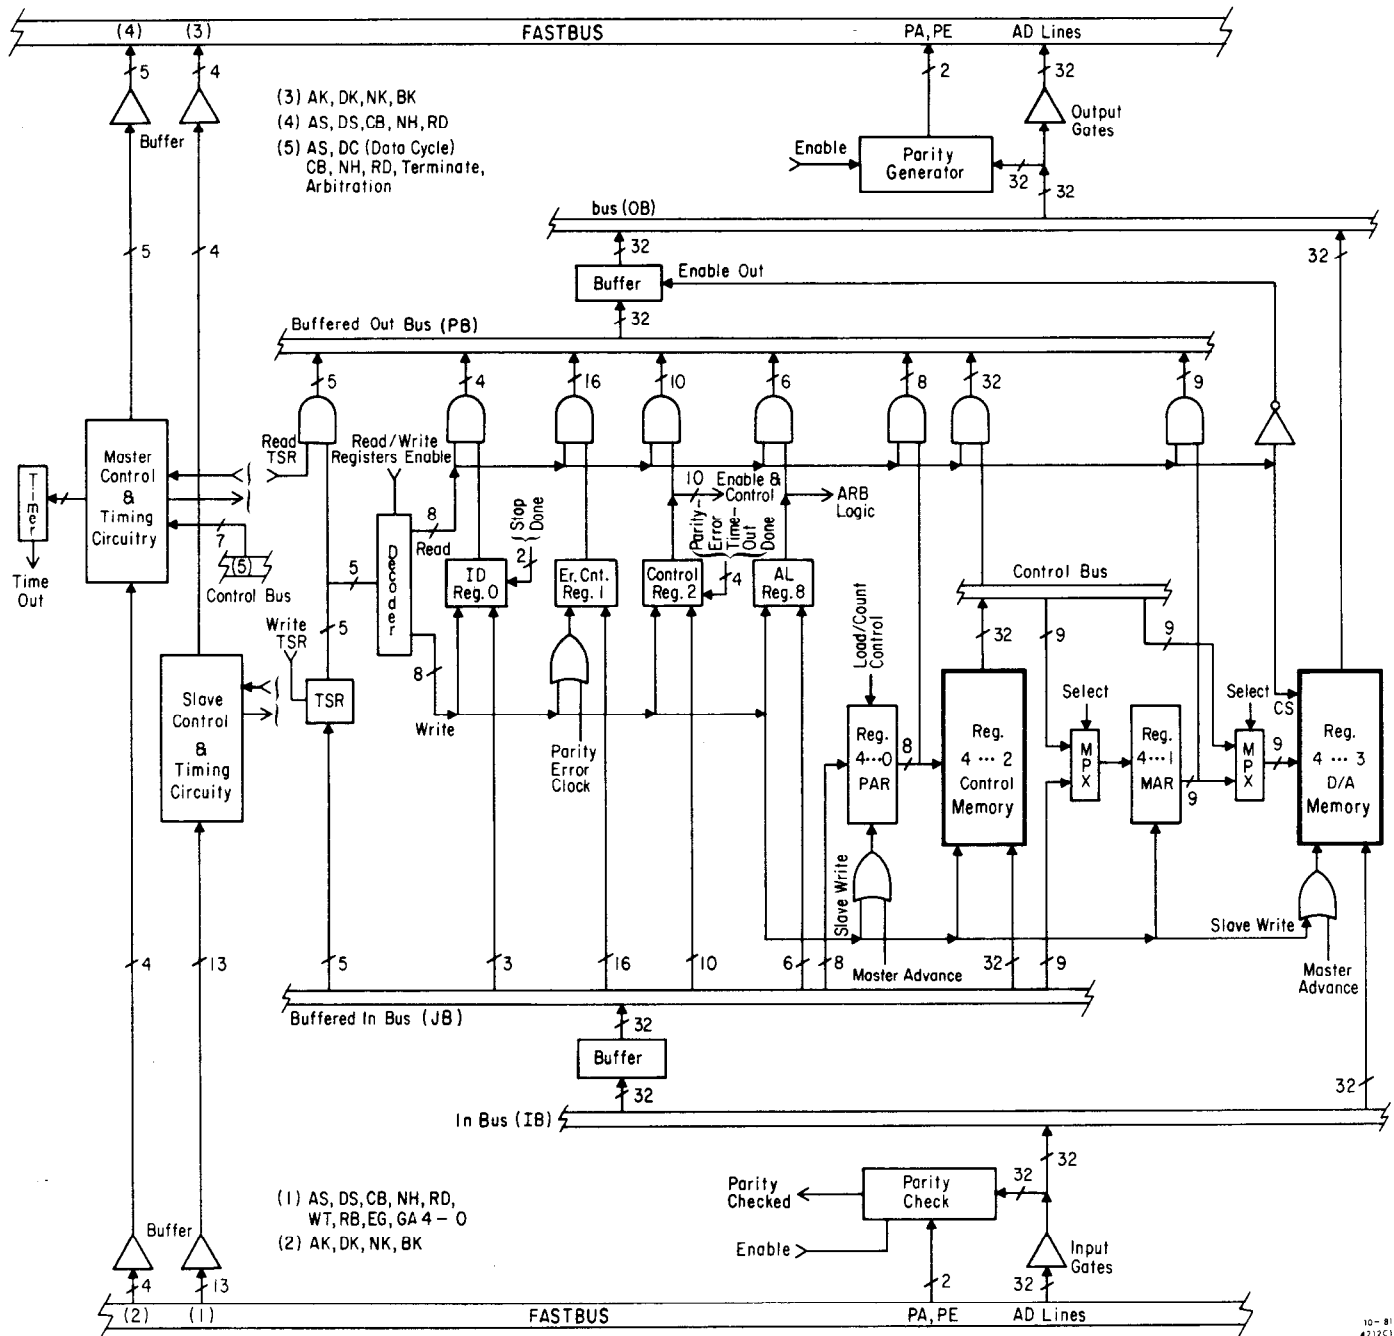 (4) (3) FASTBUS PA, PE AD Lines
5 4 2 32
(3) AK, DK, NK, BK
(4) AS, DS, CB, NH, RD
(5) AS, DC (Data Cycle)
CB, NH, RD, Terminate,
Arbitration
Buffer
Output
Gates
Enable
Parity
Generator
32
32
bus (OB)
5
4
32
Buffer
Enable Out
32
32
Buffered Out Bus (PB)
5 4 16 10 6 8 32 9
Read
TSR
Read/Write
Registers Enable
Master
Control
&
Timing
Circuitry
Timer
Time
Out
7
(5)
Control Bus
8
Read
Stop
Done
2
10
Enable &
Control
Parity-
Error
Time-
Out
Done
4
ARB
Logic
5
Decoder
ID
Reg. 0
Er. Cnt.
Reg. 1
Control
Reg. 2
AL
Reg. 8
Control Bus
Write
TSR
5
8
32
9
9
TSR
Slave
Control
&
Timing
Circuity
Write
Parity
Error
Clock
Load/Count
Control
Reg.
4...0
PAR
8
Reg.
4 ... 2
Control
Memory
Select
MPX
Reg.
4...1
MAR
9
Select
CS
MPX
9
Reg.
4 ... 3
D/A
Memory
Slave Write
Slave Write
Master Advance
Master
Advance
4 13 5 3 16 10 6 8 32 9
Buffered In Bus (JB)
32
Buffer
32
32
In Bus (IB)
32
Parity
Checked
Parity
Check
32
Enable
(1) AS, DS, CB, NH, RD,
WT, RB, EG, GA 4 - 0
(2) AK, DK, NK, BK
Buffer
Input
Gates
4 13 2 32
(2) (1) FASTBUS PA, PE AD Lines
10-81